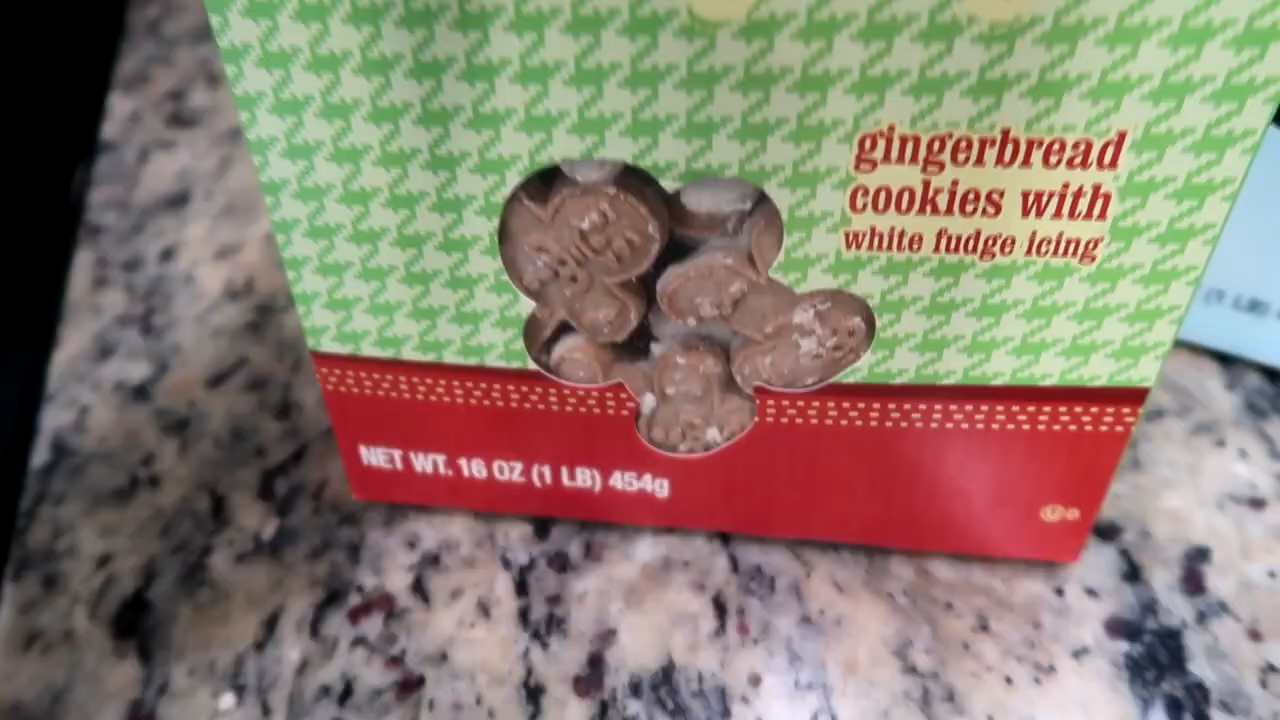 gingerbread
cookies with
white fudge icing
NET WT. 16 OZ (1 LB) 454g